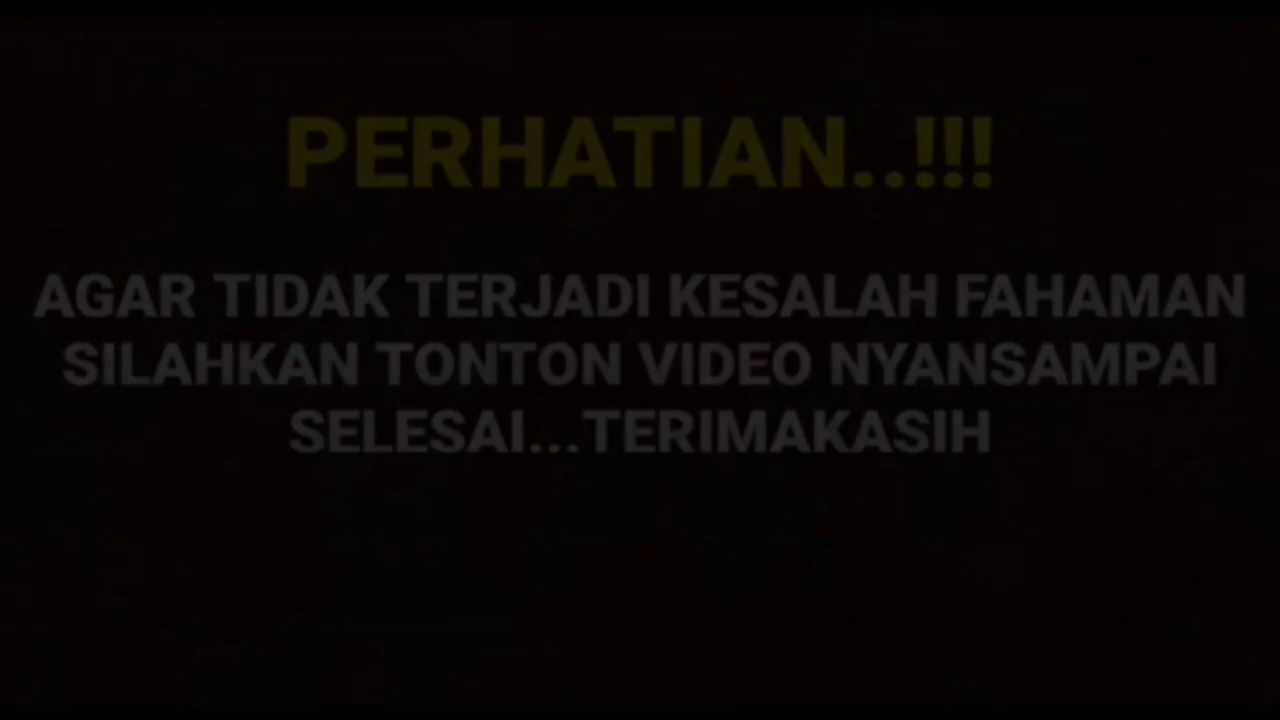 PERHATIAN..!!!
AGAR TIDAK TERJADI KESALAH FAHAMAN
SILAHKAN TONTON VIDEO NYANSAMPAI
SELESAI...TERIMAKASIH